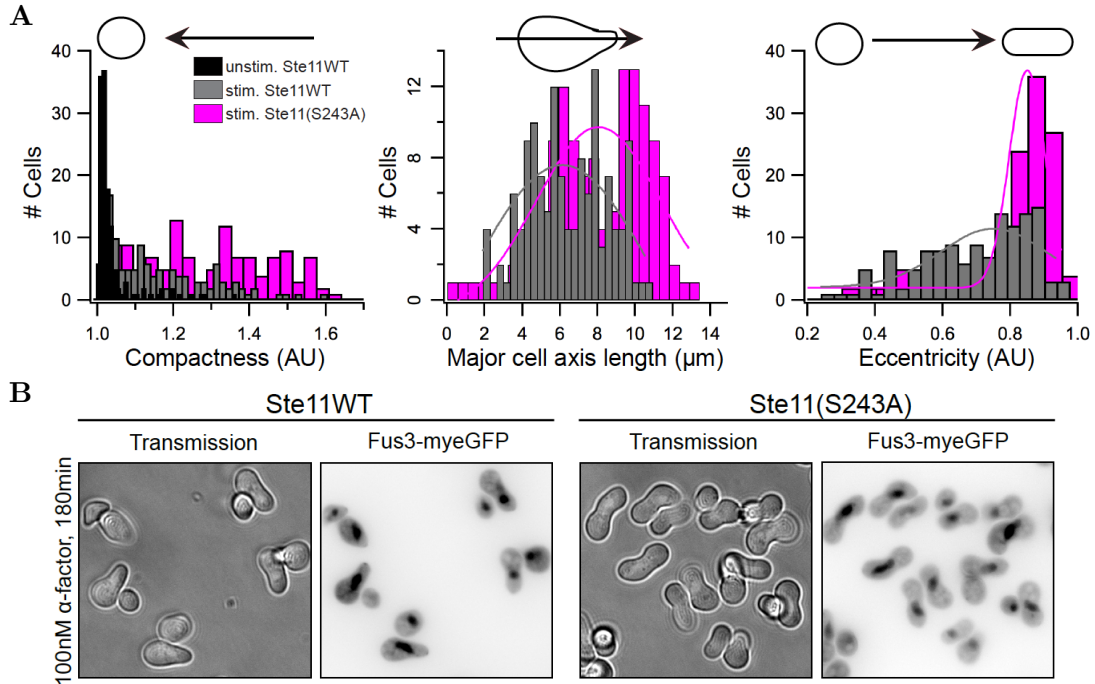 A
unstim. Ste11WT
stim. Ste11WT
stim. Ste11(S243A)
# Cells
40
30
20
10
0
1.0 1.2 1.4 1.6
Compactness (AU)
# Cells
12
8
4
0
0 2 4 6 8 10 12 14
Major cell axis length (µm)
# Cells
40
30
20
10
0
0.2 0.4 0.6 0.8 1.0
Eccentricity (AU)
B
Ste11WT Ste11(S243A)
Transmission Fus3-myeGFP Transmission Fus3-myeGFP
100nM α-factor, 180min